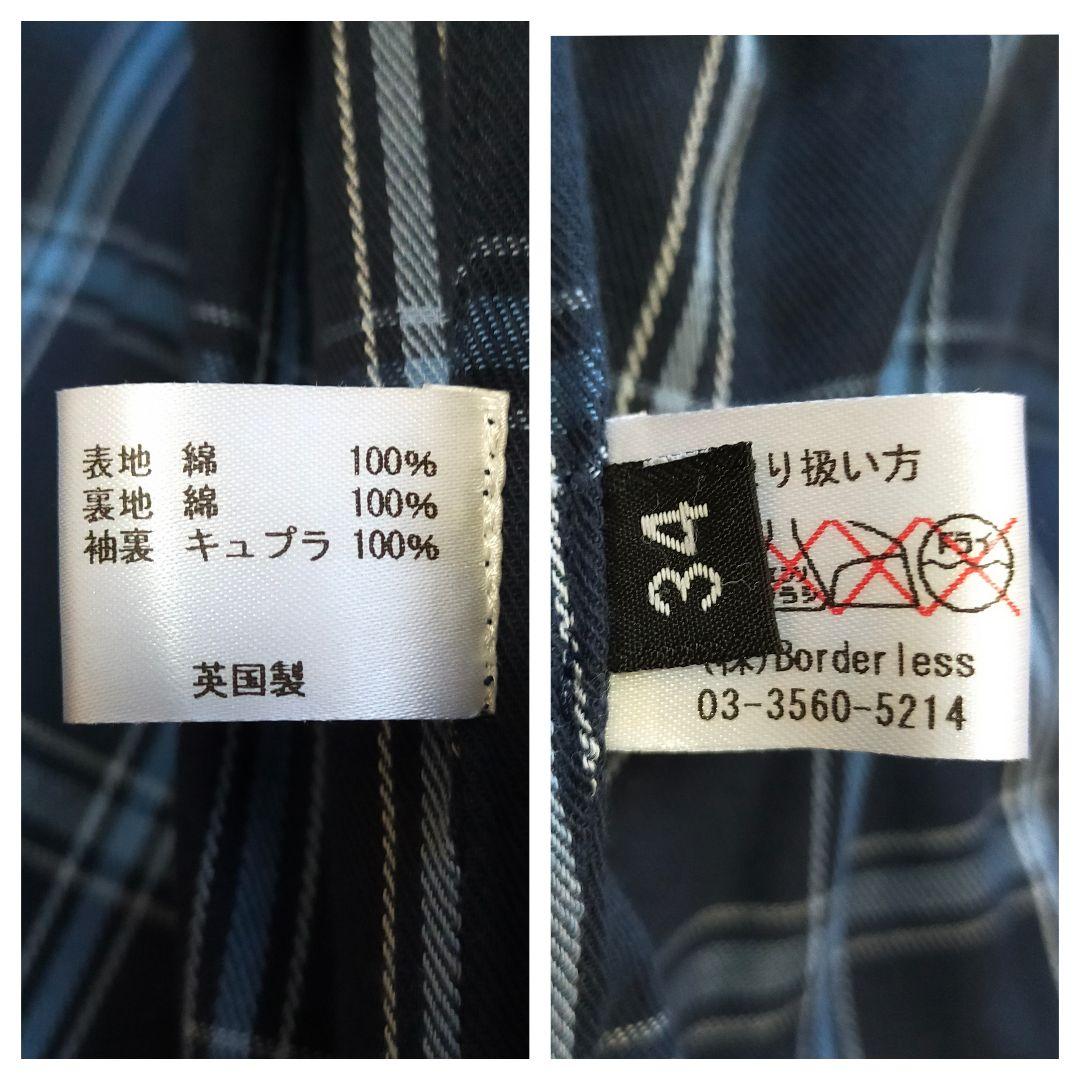 表地 綿 100%
裏地 綿 100%
袖裏 キュプラ 100%
英国製
り扱い方
34
ドライ
(株)Borderless
03-3560-5214